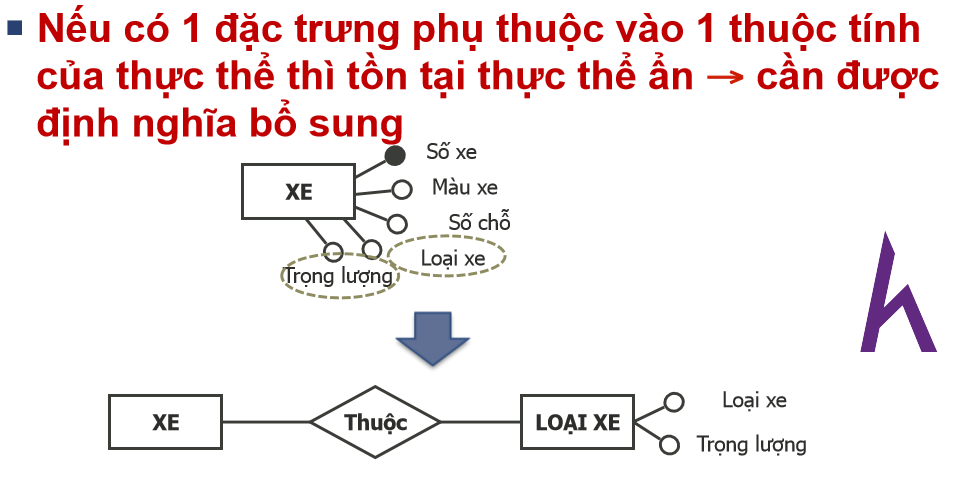 Nếu có 1 đặc trưng phụ thuộc vào 1 thuộc tính
của thực thể thì tồn tại thực thể ẩn → cần được
định nghĩa bổ sung
Số xe
XE
Màu xe
Số chỗ
Loại xe
Trọng lượng
XE
Thuộc
LOẠI XE
Loại xe
Trọng lượng